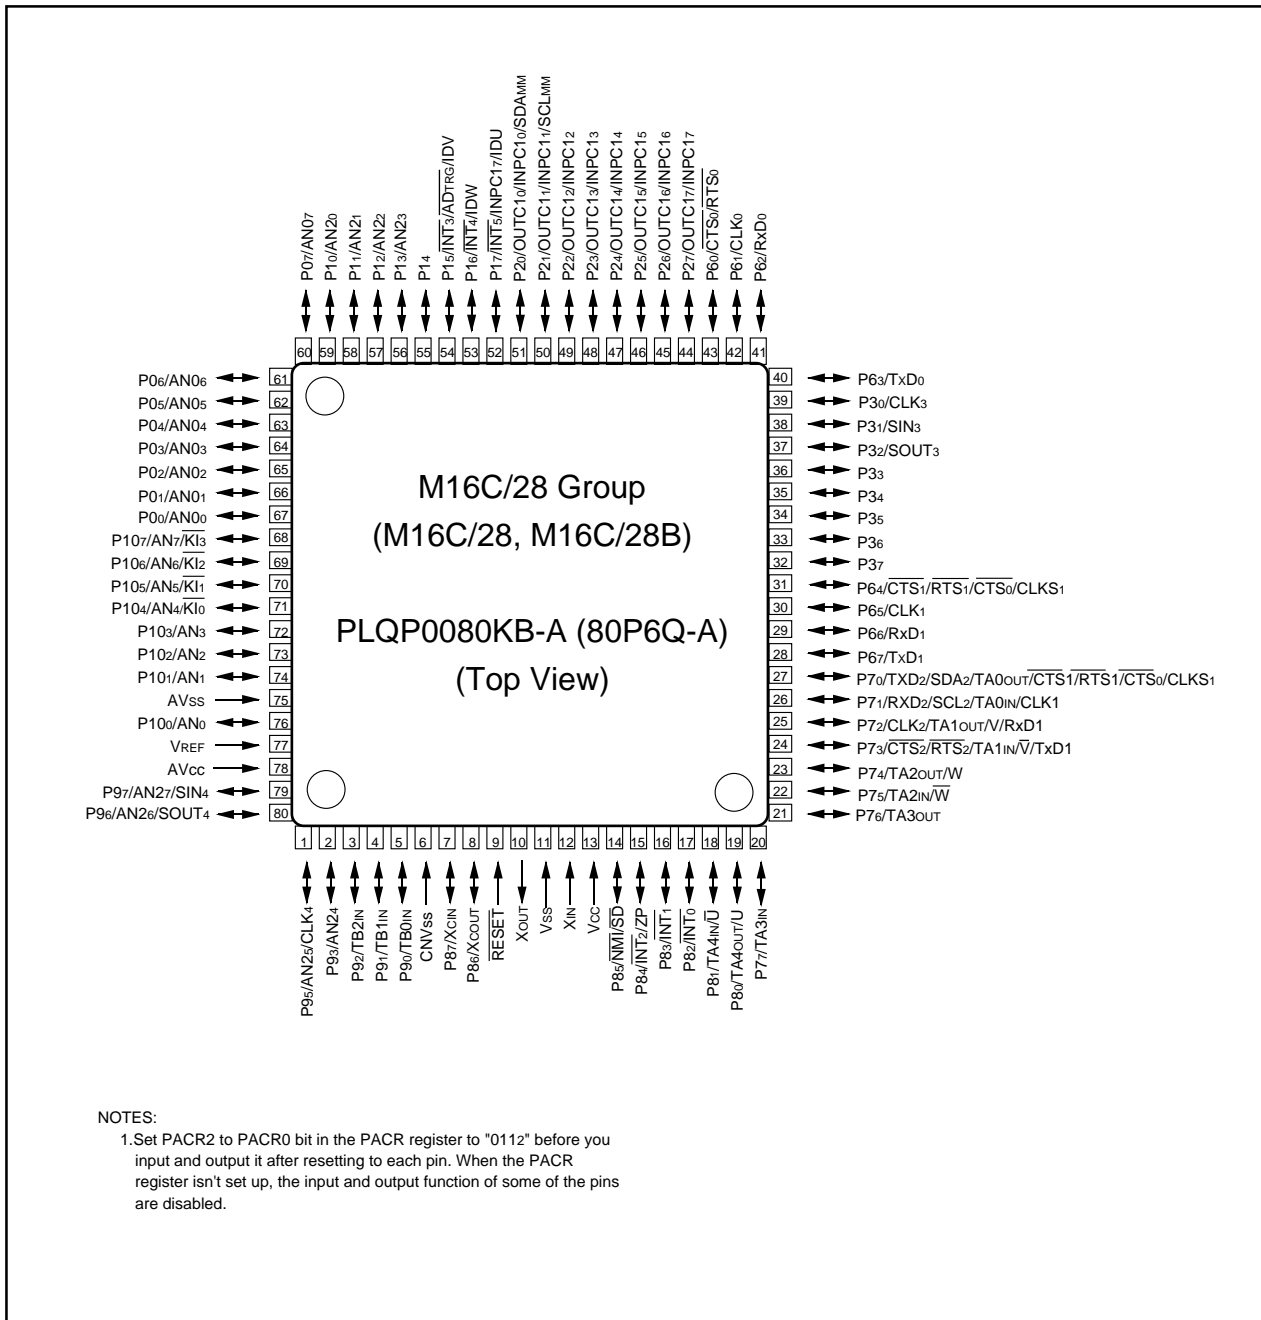 P07/AN07
P10/AN20
P11/AN21
P12/AN22
P13/AN23
P14
P15/INT3/ADTRG/IDV
P16/INT4/IDW
P17/INT5/INPC17/IDU
P20/OUTC10/INPC10/SDAMM
P21/OUTC11/INPC11/SCLMM
P22/OUTC12/INPC12
P23/OUTC13/INPC13
P24/OUTC14/INPC14
P25/OUTC15/INPC15
P26/OUTC16/INPC16
P27/OUTC17/INPC17
P60/CTS0/RTS0
P61/CLK0
P62/RxD0
60 59 58 57 56 55 54 53 52 51 50 49 48 47 46 45 44 43 42 41
P06/AN06 61
P05/AN05 62
P04/AN04 63
P03/AN03 64
P02/AN02 65
P01/AN01 66
P00/AN00 67
P107/AN7/KI3 68
P106/AN6/KI2 69
P105/AN5/KI1 70
P104/AN4/KI0 71
P103/AN3 72
P102/AN2 73
P101/AN1 74
AVSS 75
P100/AN0 76
VREF 77
AVCC 78
P97/AN27/SIN4 79
P96/AN26/SOUT4 80
M16C/28 Group
(M16C/28, M16C/28B)
PLQP0080KB-A (80P6Q-A)
(Top View)
40 P63/TxD0
39 P30/CLK3
38 P31/SIN3
37 P32/SOUT3
36 P33
35 P34
34 P35
33 P36
32 P37
31 P64/CTS1/RTS1/CTS0/CLKS1
30 P65/CLK1
29 P66/RxD1
28 P67/TxD1
27 P70/TXD2/SDA2/TA0OUT/CTS1/RTS1/CTS0/CLKS1
26 P71/RXD2/SCL2/TA0IN/CLK1
25 P72/CLK2/TA1OUT/V/RxD1
24 P73/CTS2/RTS2/TA1IN/V/TxD1
23 P74/TA2OUT/W
22 P75/TA2IN/W
21 P76/TA3OUT
1 2 3 4 5 6 7 8 9 10 11 12 13 14 15 16 17 18 19 20
P95/AN25/CLK4
P93/AN24
P92/TB2IN
P91/TB1IN
P90/TB0IN
CNVSS
P87/XCIN
P86/XCOUT
RESET
XOUT
VSS
XIN
VCC
P85/NMI/SD
P84/INT2/ZP
P83/INT1
P82/INT0
P81/TA4IN/U
P80/TA4OUT/U
P77/TA3IN
NOTES:
1.Set PACR2 to PACR0 bit in the PACR register to "0112" before you
input and output it after resetting to each pin. When the PACR
register isn't set up, the input and output function of some of the pins
are disabled.